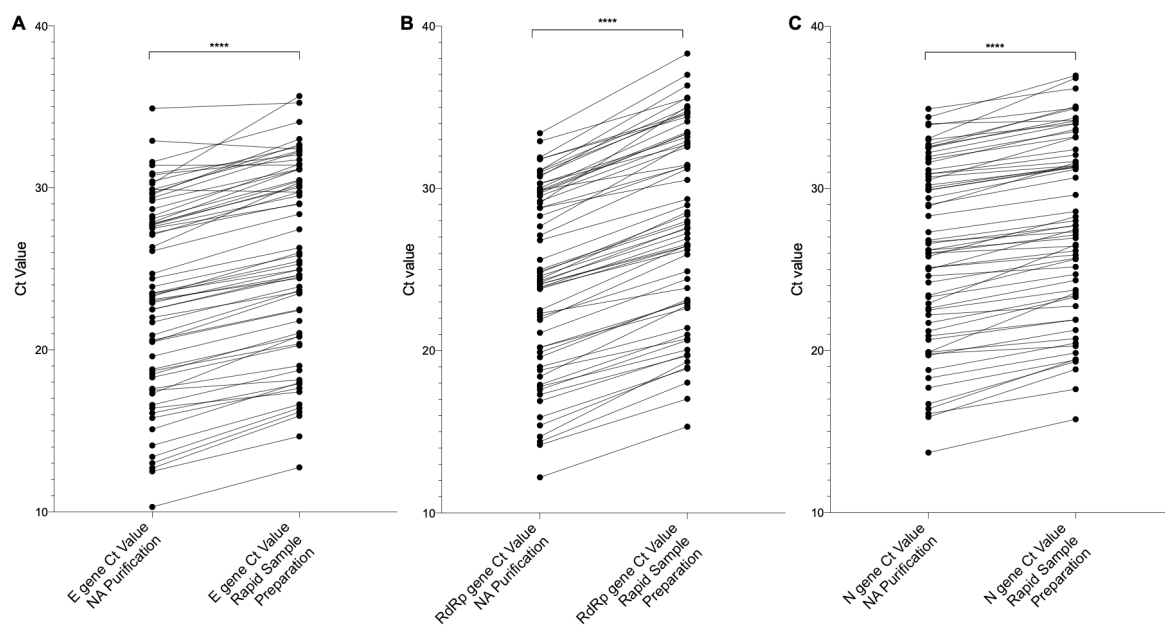 A
B
C
40
30
20
10
Ct Value
****
E gene Ct Value
NA Purification
E gene Ct Value
Rapid Sample
Preparation
40
30
20
10
Ct value
****
RdRp gene Ct Value
NA Purification
RdRp gene Ct Value
Rapid Sample
Preparation
40
30
20
10
Ct value
****
N gene Ct Value
NA Purification
N gene Ct Value
Rapid Sample
Preparation